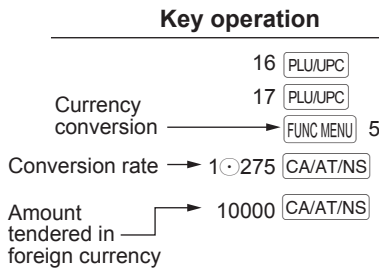 Key operation
16 PLU/UPC
17 PLU/UPC
Currency
conversion FUNC MENU 5
Conversion rate 1⊙275 CA/AT/NS
Amount 10000 CA/AT/NS
tendered in
foreign currency